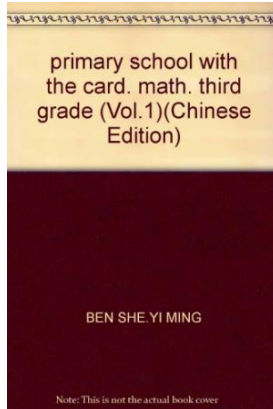 primary school with
the card. math. third
grade (Vol.1)(Chinese
Edition)
BEN SHE.YI MING
Note: This is not the actual book cover